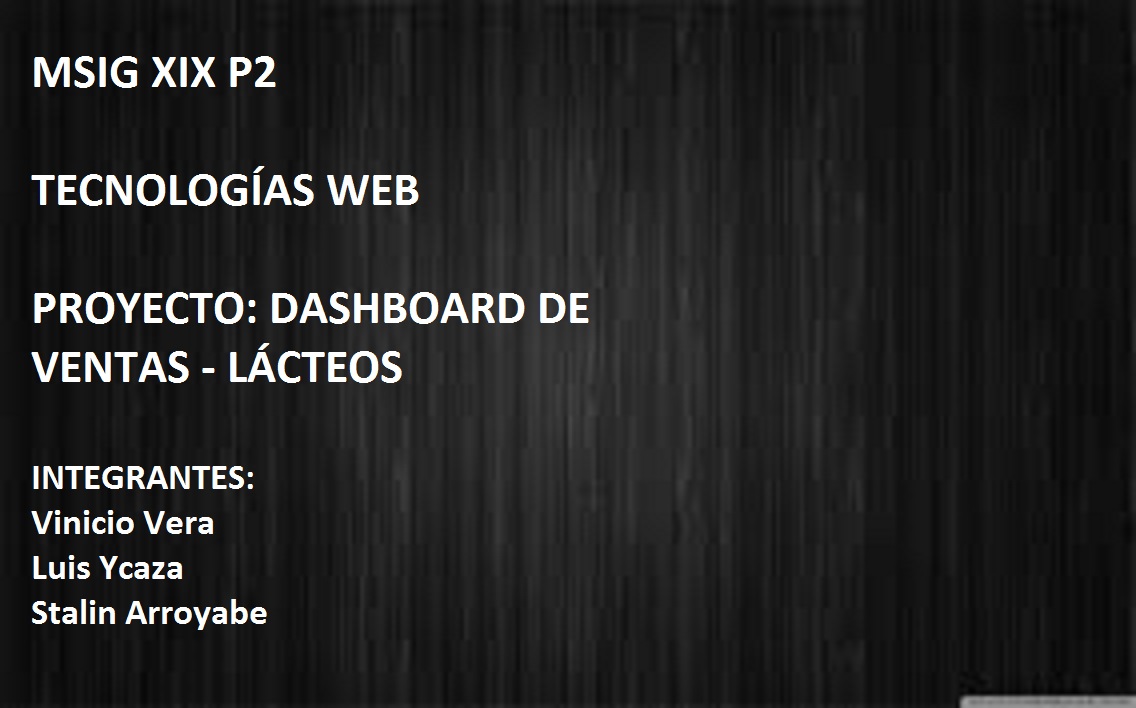 MSIG XIX P2
TECNOLOGÍAS WEB
PROYECTO: DASHBOARD DE
VENTAS - LÁCTEOS
INTEGRANTES:
Vinicio Vera
Luis Ycaza
Stalin Arroyabe